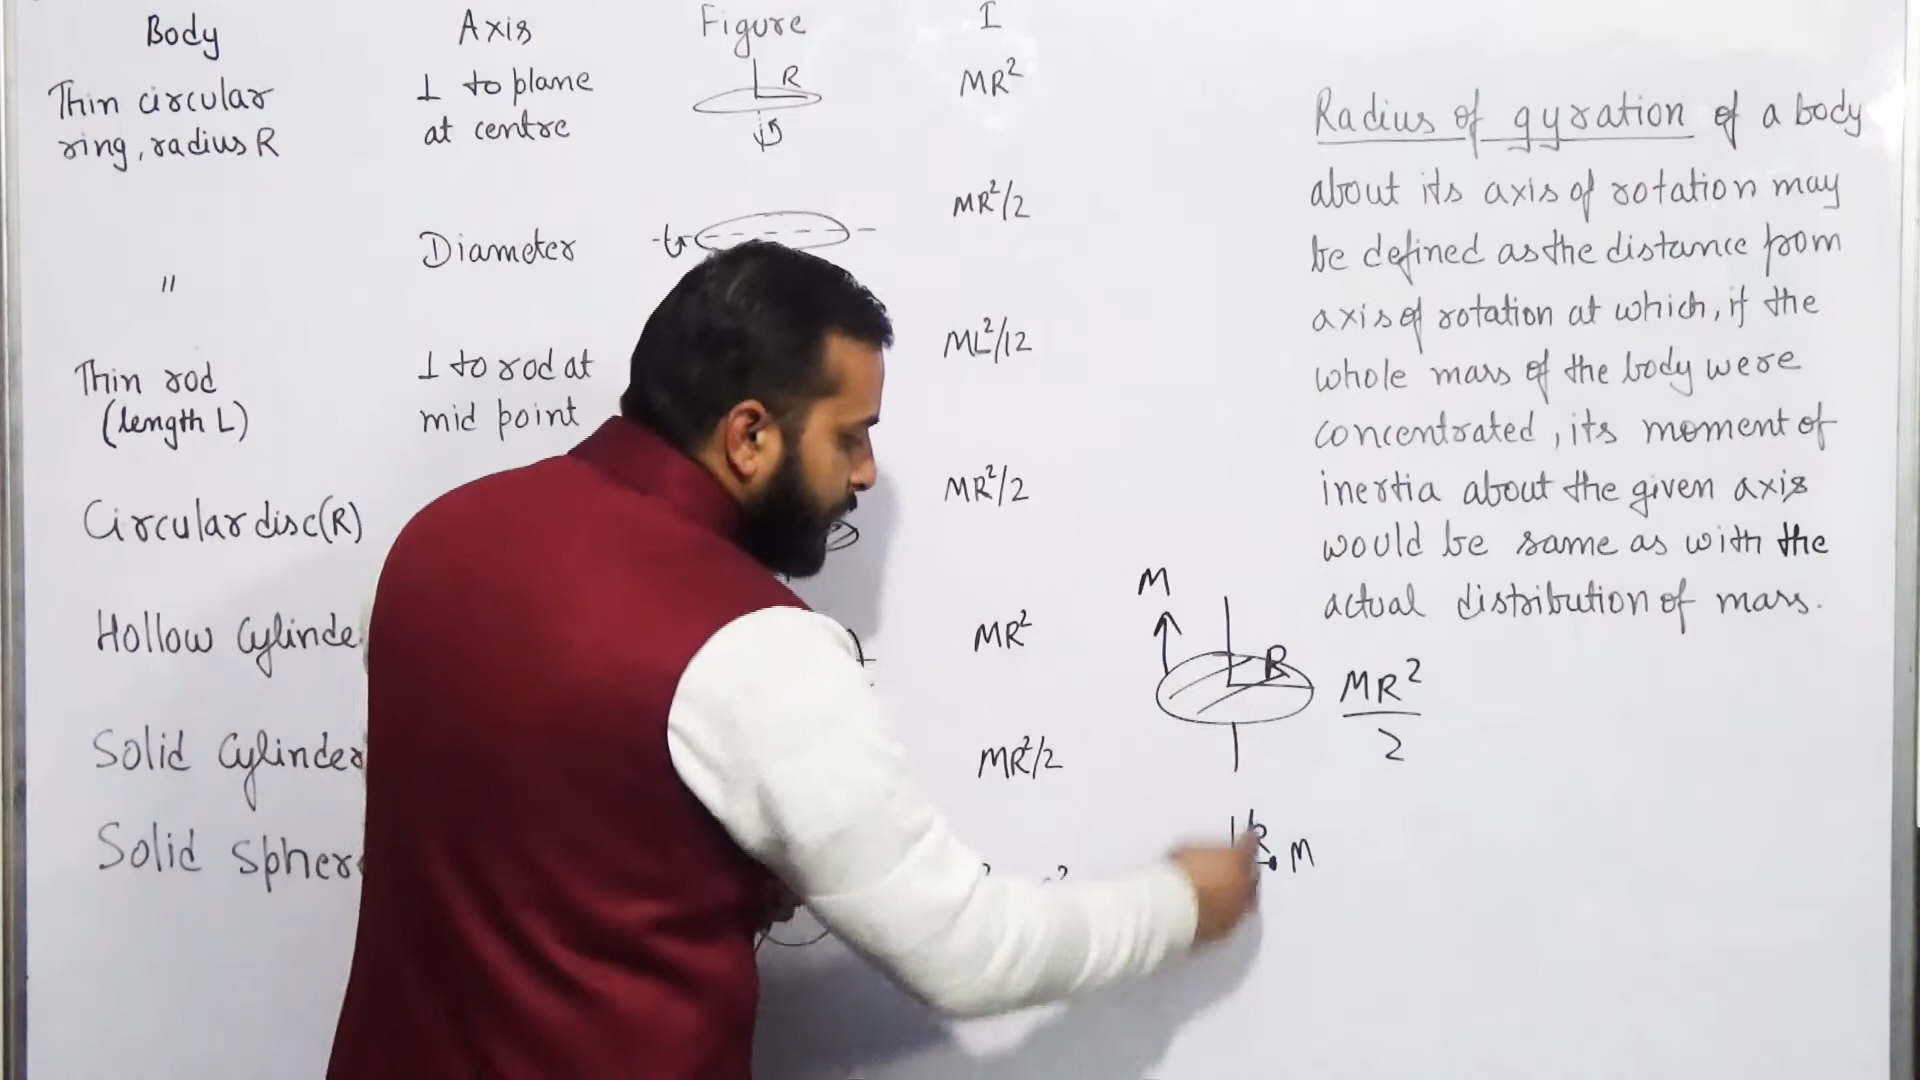 Body Axis Figure I
Thin circular ring, radius R ⊥ to plane at centre R MR²
" Diameter MR²/2
Thin rod (length L) ⊥ to rod at mid point ML²/12
Circular disc(R) MR²/2
Hollow Cylinde MR²
Solid Cylinder MR²/2
Solid Spher
Radius of gyration of a body
about its axis of rotation may
be defined as the distance from
axis of rotation at which, if the
whole mass of the body were
concentrated, its moment of
inertia about the given axis
would be same as with the
actual distribution of mass.
M
R
MR²/2
R M